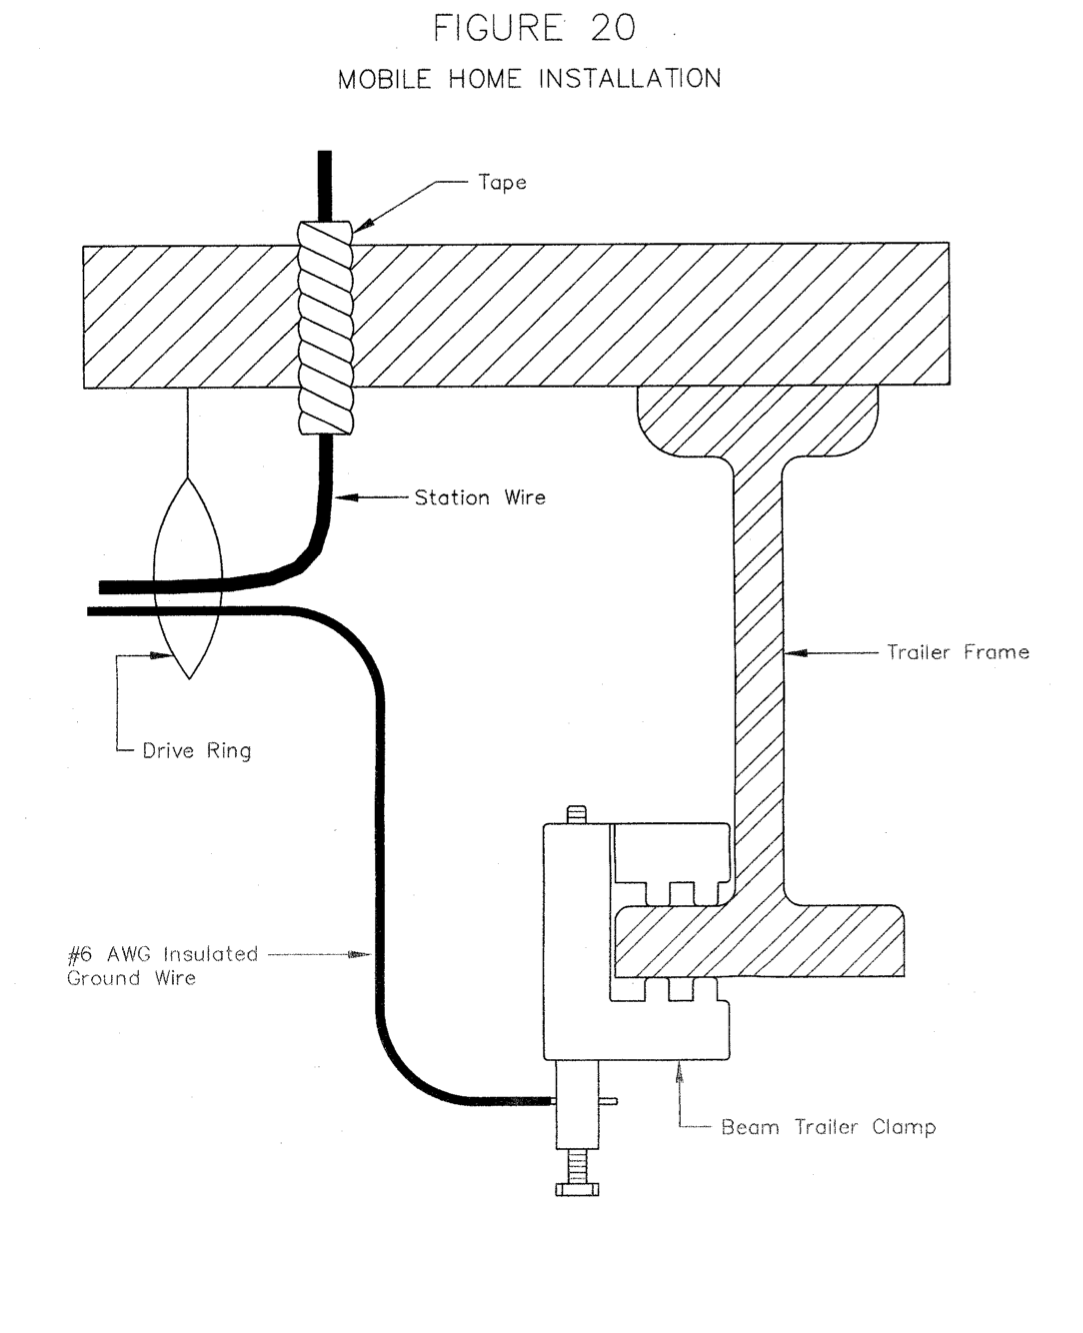 FIGURE 20
MOBILE HOME INSTALLATION
Tape
Station Wire
Trailer Frame
Drive Ring
#6 AWG Insulated
Ground Wire
Beam Trailer Clamp